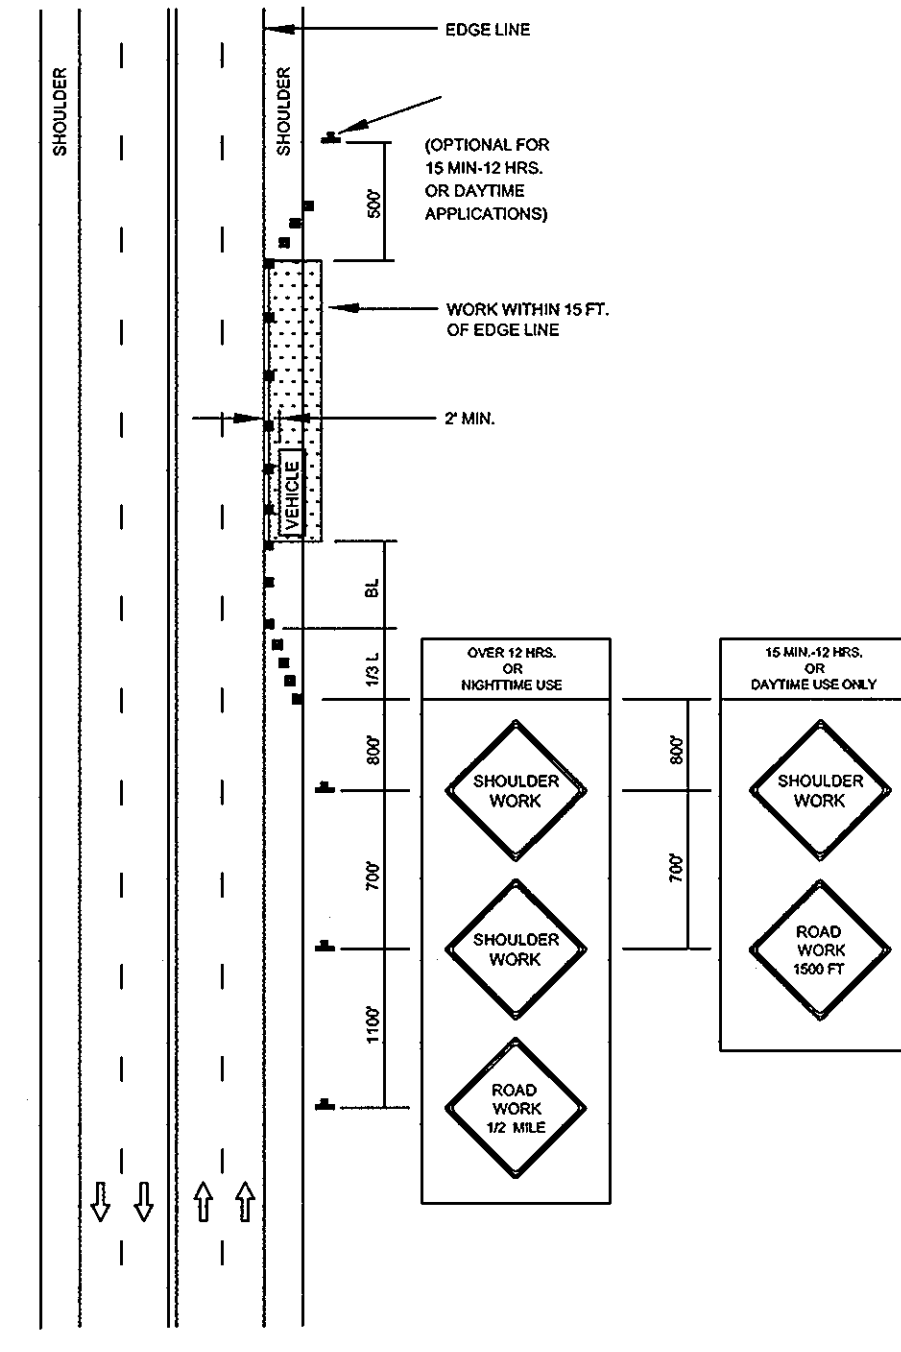 EDGE LINE
SHOULDER
SHOULDER
(OPTIONAL FOR
15 MIN-12 HRS.
OR DAYTIME
APPLICATIONS)
500'
WORK WITHIN 15 FT.
OF EDGE LINE
2' MIN.
VEHICLE
BL
1/3 L
800'
700'
1100'
OVER 12 HRS.
OR
NIGHTTIME USE
SHOULDER
WORK
SHOULDER
WORK
ROAD
WORK
1/2 MILE
800'
700'
15 MIN.-12 HRS.
OR
DAYTIME USE ONLY
SHOULDER
WORK
ROAD
WORK
1500 FT